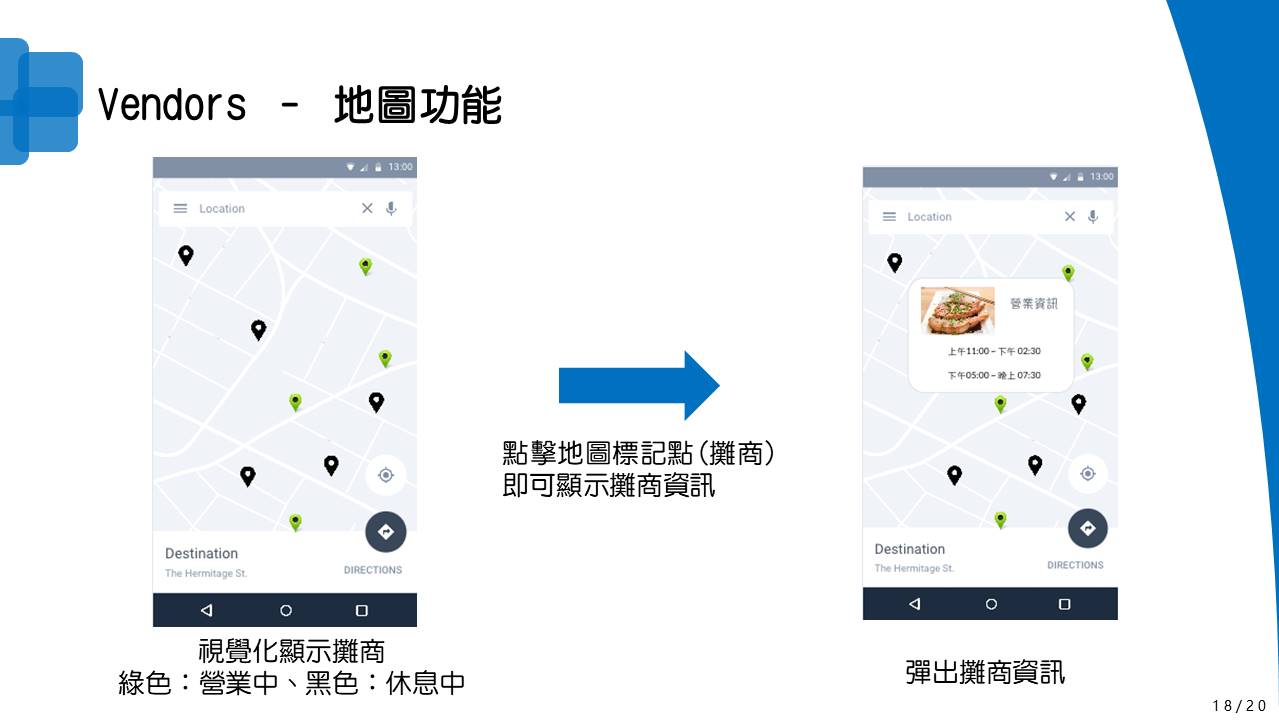 Vendors - 地圖功能
13:00
Location
Destination
The Hermitage St.
DIRECTIONS
視覺化顯示攤商
綠色：營業中、黑色：休息中
點擊地圖標記點(攤商)
即可顯示攤商資訊
13:00
Location
營業資訊
上午11:00 – 下午 02:30
下午05:00 – 晚上 07:30
Destination
The Hermitage St.
DIRECTIONS
彈出攤商資訊
18/20